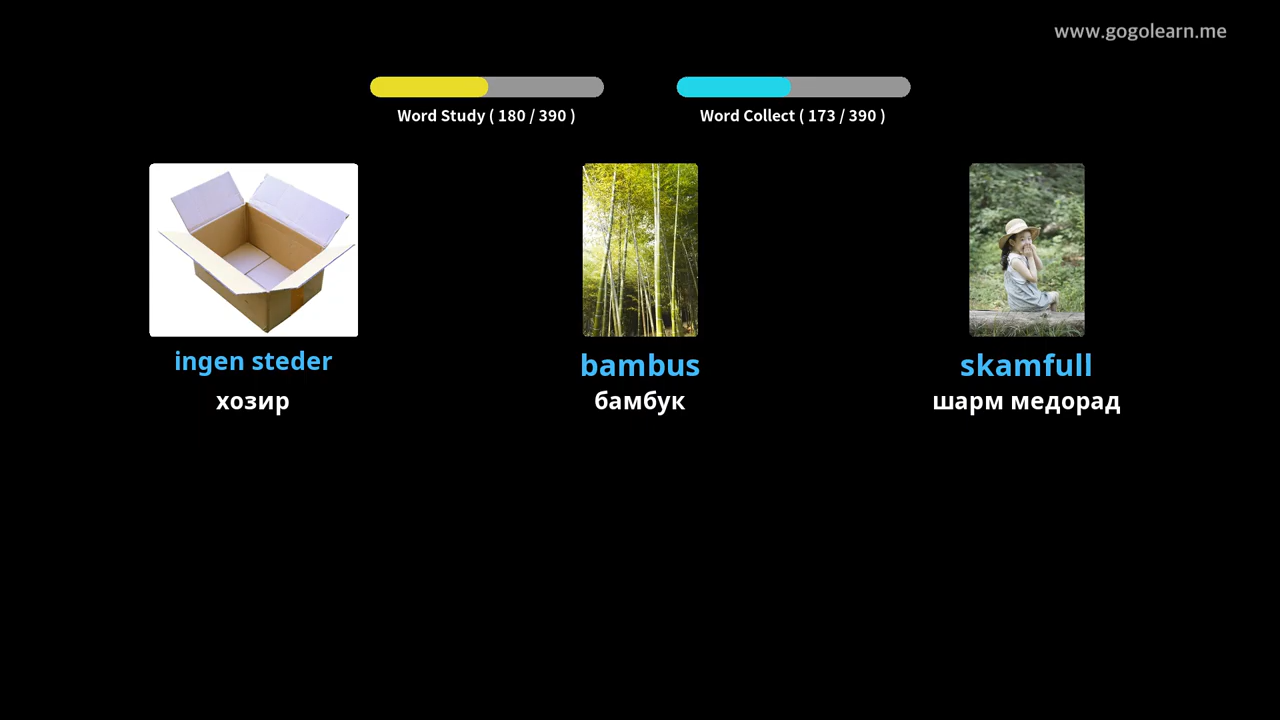 www.gogolearn.me
Word Study ( 180 / 390 )
Word Collect ( 173 / 390 )
ingen steder
bambus
skamfull
хозир
бамбук
шарм медорад